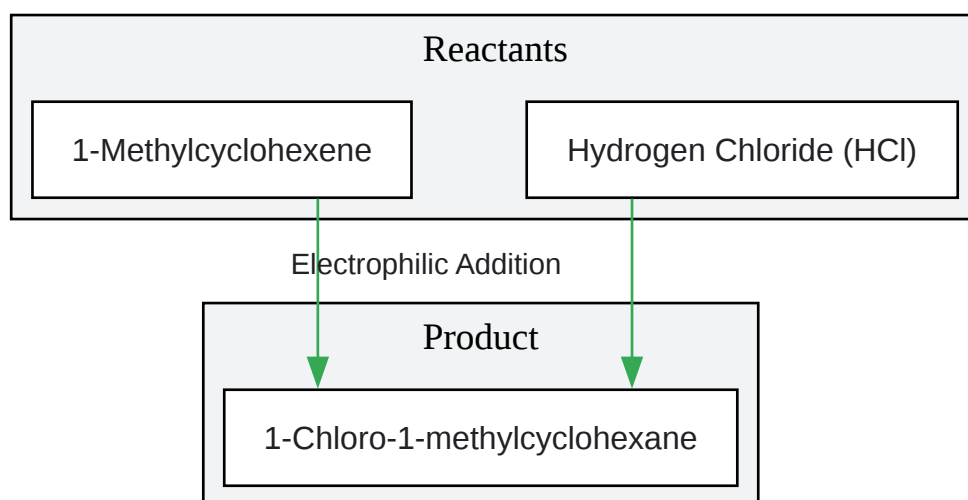 Reactants
1-Methylcyclohexene
Hydrogen Chloride (HCl)
Electrophilic Addition
Product
1-Chloro-1-methylcyclohexane